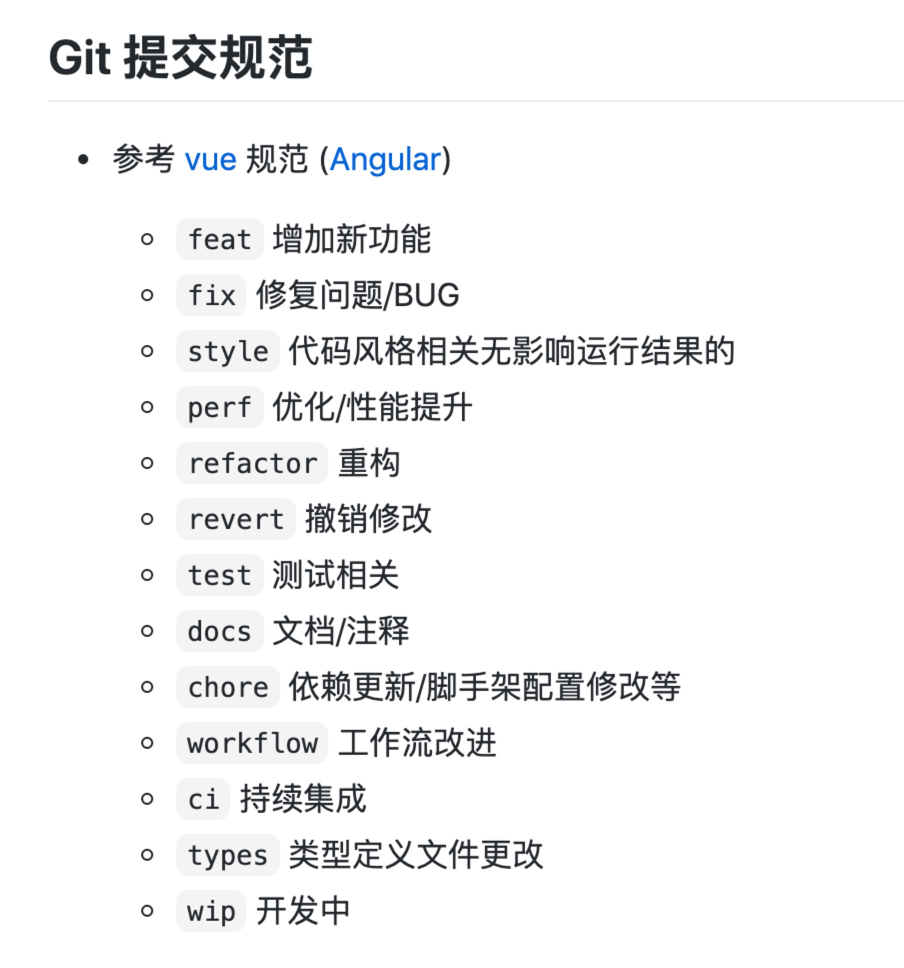 Git 提交规范
参考 vue 规范 (Angular)
feat 增加新功能
fix 修复问题/BUG
style 代码风格相关无影响运行结果的
perf 优化/性能提升
refactor 重构
revert 撤销修改
test 测试相关
docs 文档/注释
chore 依赖更新/脚手架配置修改等
workflow 工作流改进
ci 持续集成
types 类型定义文件更改
wip 开发中